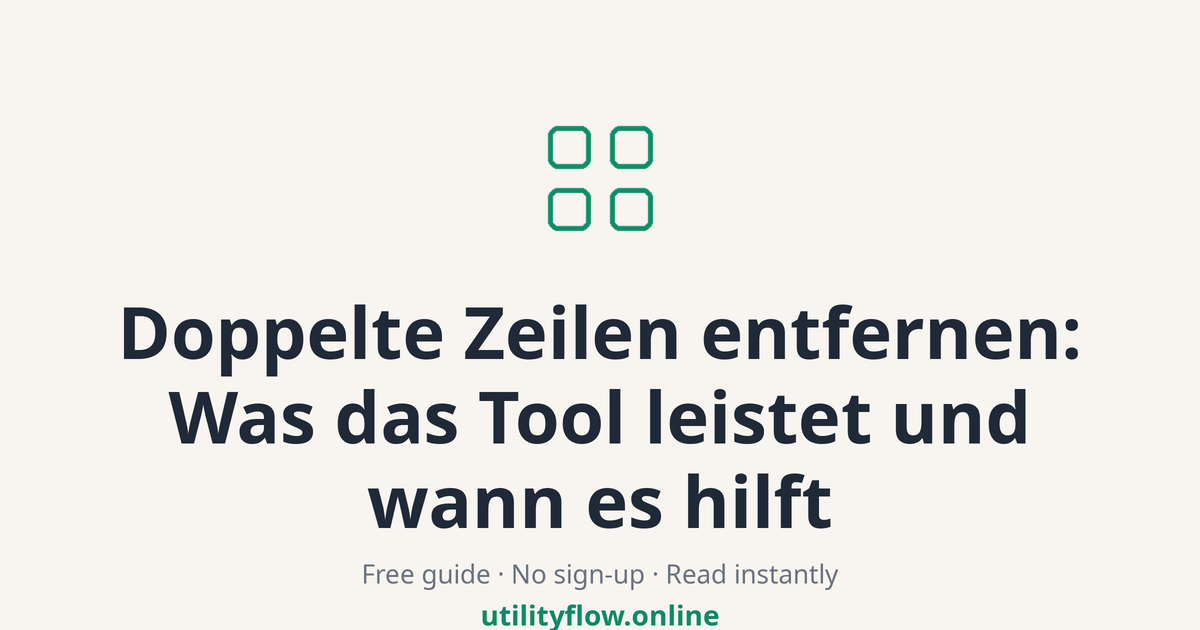 Doppelte Zeilen entfernen:
Was das Tool leistet und
wann es hilft
Free guide · No sign-up · Read instantly
utilityflow.online